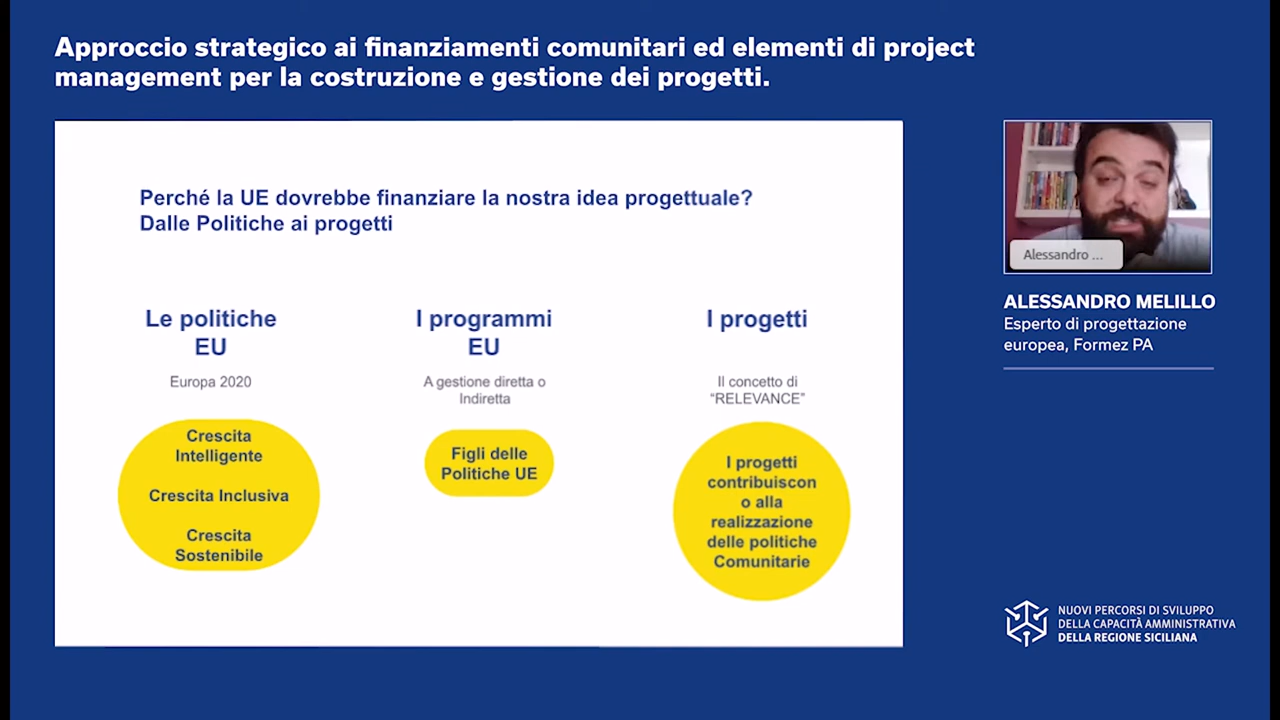 Approccio strategico ai finanziamenti comunitari ed elementi di project
management per la costruzione e gestione dei progetti.
Perché la UE dovrebbe finanziare la nostra idea progettuale?
Dalle Politiche ai progetti
Le politiche
EU
Europa 2020
Crescita
Intelligente
Crescita Inclusiva
Crescita
Sostenibile
I programmi
EU
A gestione diretta o
Indiretta
Figli delle
Politiche UE
I progetti
Il concetto di
“RELEVANCE”
I progetti
contribuiscon
o alla
realizzazione
delle politiche
Comunitarie
Alessandro ...
ALESSANDRO MELILLO
Esperto di progettazione
europea, Formez PA
NUOVI PERCORSI DI SVILUPPO
DELLA CAPACITÀ AMMINISTRATIVA
DELLA REGIONE SICILIANA